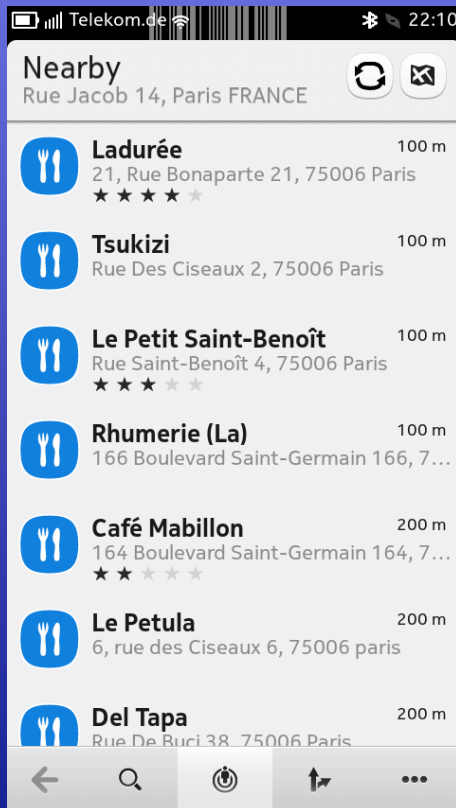 Telekom.de 22:10
Nearby
Rue Jacob 14, Paris FRANCE
Ladurée 100 m
21, Rue Bonaparte 21, 75006 Paris
Tsukizi 100 m
Rue Des Ciseaux 2, 75006 Paris
Le Petit Saint-Benoît 100 m
Rue Saint-Benoît 4, 75006 Paris
Rhumerie (La) 100 m
166 Boulevard Saint-Germain 166, 7...
Café Mabillon 200 m
164 Boulevard Saint-Germain 164, 7...
Le Petula 200 m
6, rue des Ciseaux 6, 75006 paris
Del Tapa 200 m
Rue De Buci 38, 75006 Paris